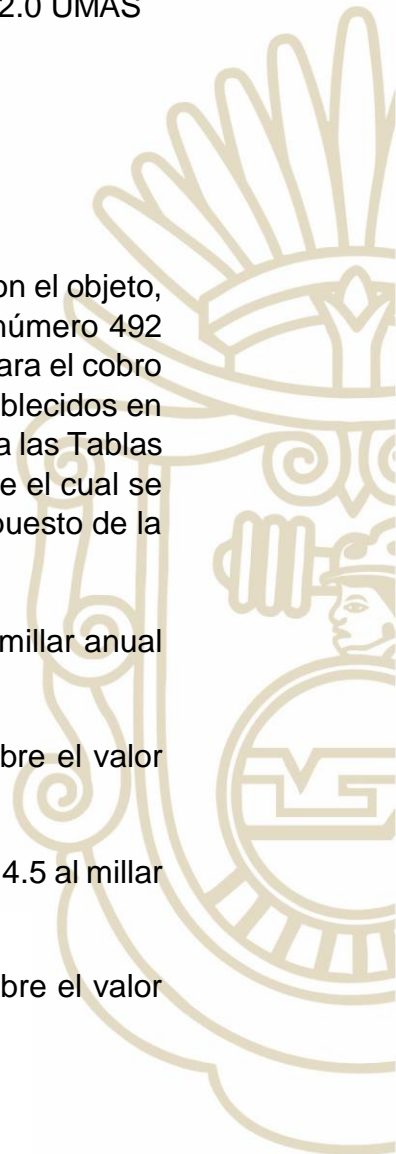 2.0 UMAS
on el objeto,
número 492
ara el cobro
blecidos en
a las Tablas
e el cual se
puesto de la
millar anual
bre el valor
4.5 al millar
bre el valor